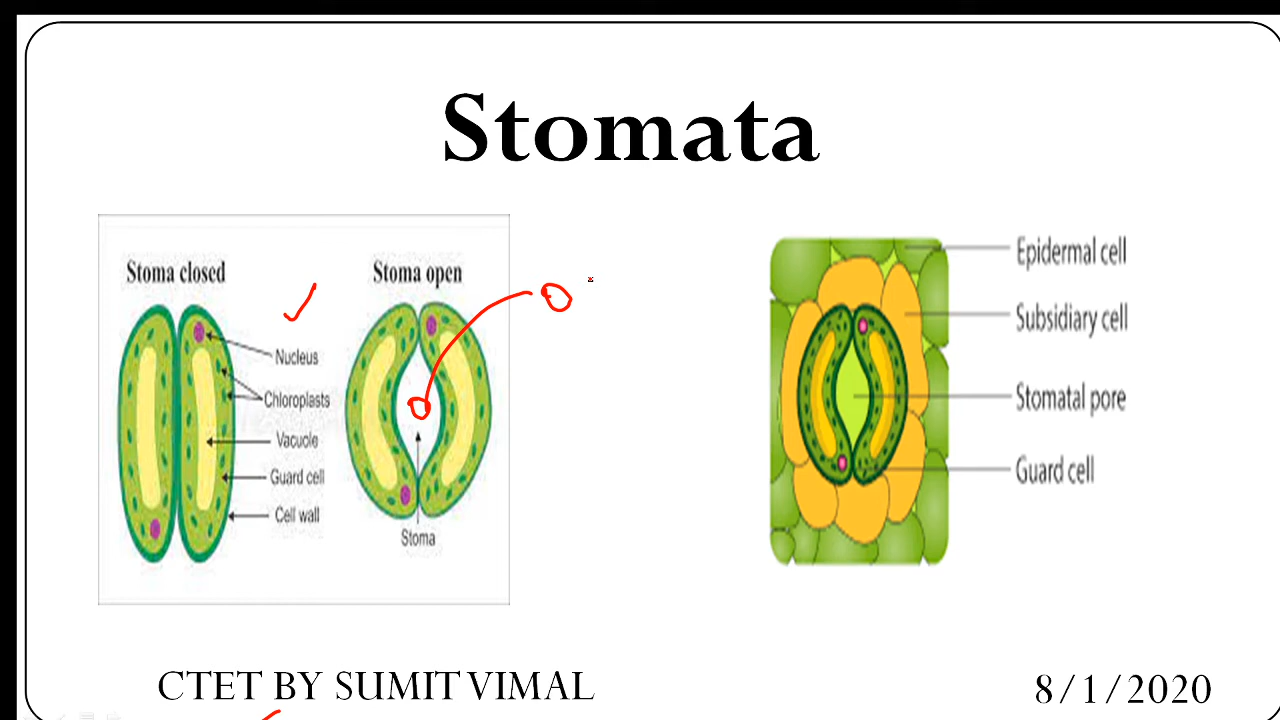 Stomata
Stoma closed
Stoma open
Nucleus
Chloroplasts
Vacuole
Guard cell
Cell wall
Stoma
Epidermal cell
Subsidiary cell
Stomatal pore
Guard cell
CTET BY SUMIT VIMAL
8/1/2020